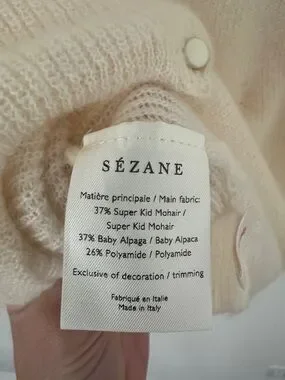 SÉZANE
Matière principale / Main fabric:
37% Super Kid Mohair /
Super Kid Mohair
37% Baby Alpaga / Baby Alpaca
26% Polyamide / Polyamide
Exclusive of decoration / trimming
Fabriqué en Italie
Made in Italy